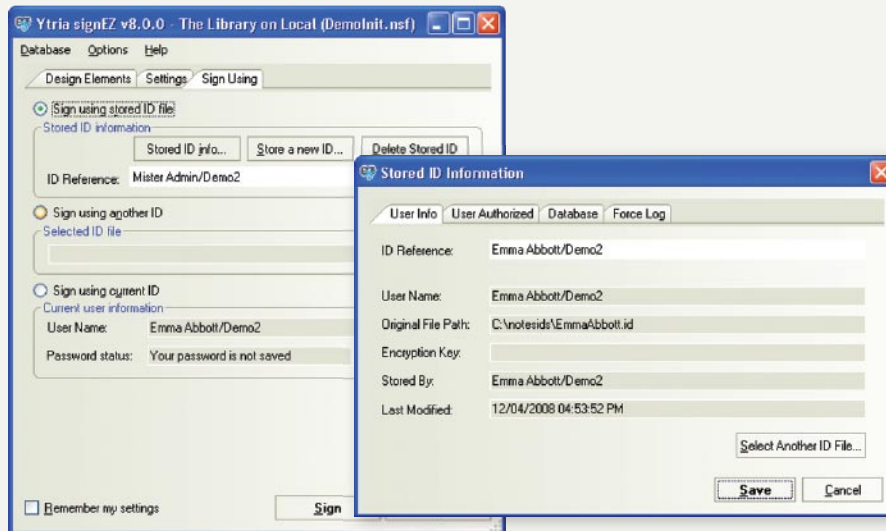 Ytria signEZ v8.0.0 - The Library on Local (DemoInit.nsf)
Database Options Help
Design Elements Settings Sign Using
Sign using stored ID file
Stored ID information
Stored ID info... Store a new ID... Delete Stored ID
ID Reference: Mister Admin/Demo2
Sign using another ID
Selected ID file
Sign using current ID
Current user information
User Name: Emma Abbott/Demo2
Password status: Your password is not saved
Remember my settings Sign
Stored ID Information
User Info User Authorized Database Force Log
ID Reference: Emma Abbott/Demo2
User Name: Emma Abbott/Demo2
Original File Path: C:\notesids\EmmaAbbott.id
Encryption Key:
Stored By: Emma Abbott/Demo2
Last Modified: 12/04/2008 04:53:52 PM
Select Another ID File...
Save Cancel